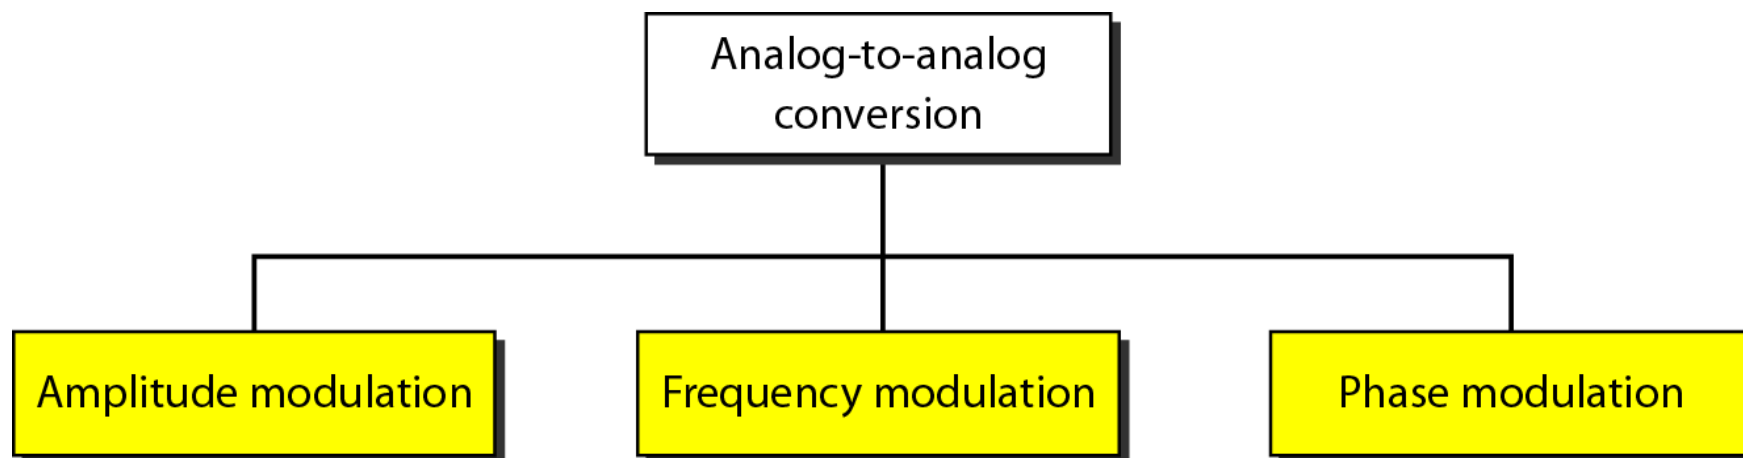 Analog-to-analog
conversion
Amplitude modulation
Frequency modulation
Phase modulation